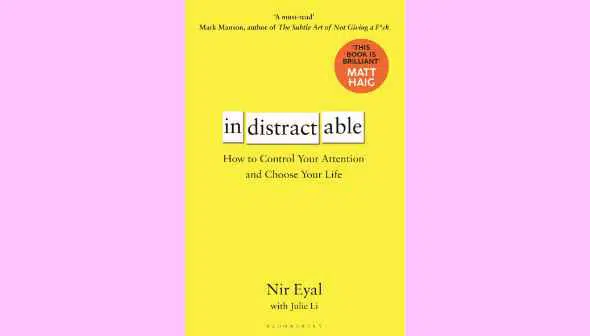 'A must-read'
Mark Manson, author of The Subtle Art of Not Giving a F*ck
'THIS
BOOK IS
BRILLIANT'
MATT
HAIG
in distract able
How to Control Your Attention
and Choose Your Life
Nir Eyal
with Julie Li
BLOOMSBURY